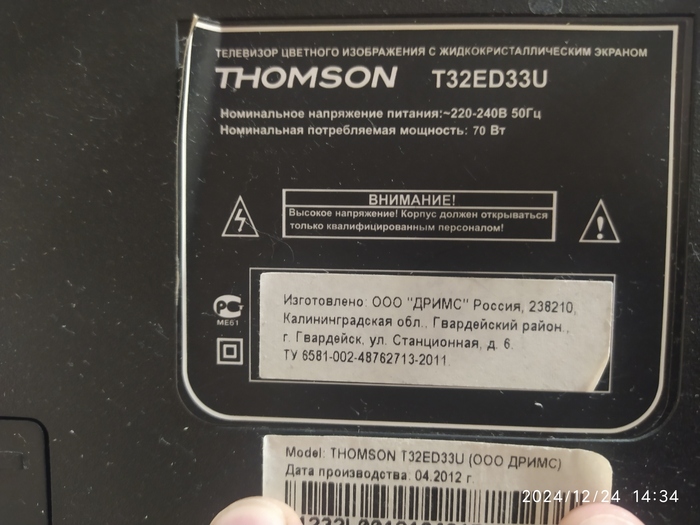 ТЕЛЕВИЗОР ЦВЕТНОГО ИЗОБРАЖЕНИЯ С ЖИДКОКРИСТАЛЛИЧЕСКИМ ЭКРАНОМ
THOMSON T32ED33U
Номинальное напряжение питания:~220-240В 50Гц
Номинальная потребляемая мощность: 70 Вт
ВНИМАНИЕ!
Высокое напряжение! Корпус должен открываться
только квалифицированным персоналом!
Изготовлено: ООО "ДРИМС" Россия, 238210,
Калининградская обл., Гвардейский район.,
г. Гвардейск, ул. Станционная, д. 6.
ТУ 6581-002-48762713-2011.
РС
МЕ61
Model: THOMSON T32ED33U (ООО ДРИМС)
Дата производства: 04.2012 г.
2024/12/24 14:34